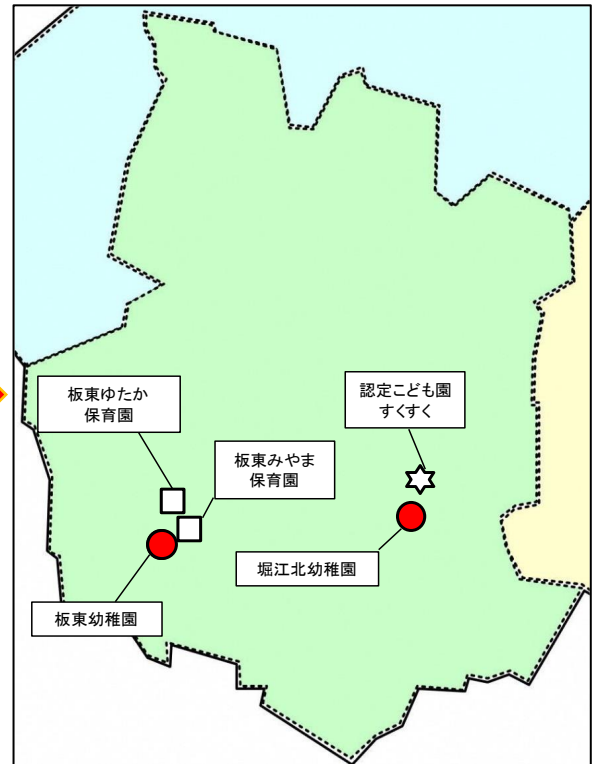 板東ゆたか
保育園
認定こども園
すくすく
板東みやま
保育園
堀江北幼稚園
板東幼稚園